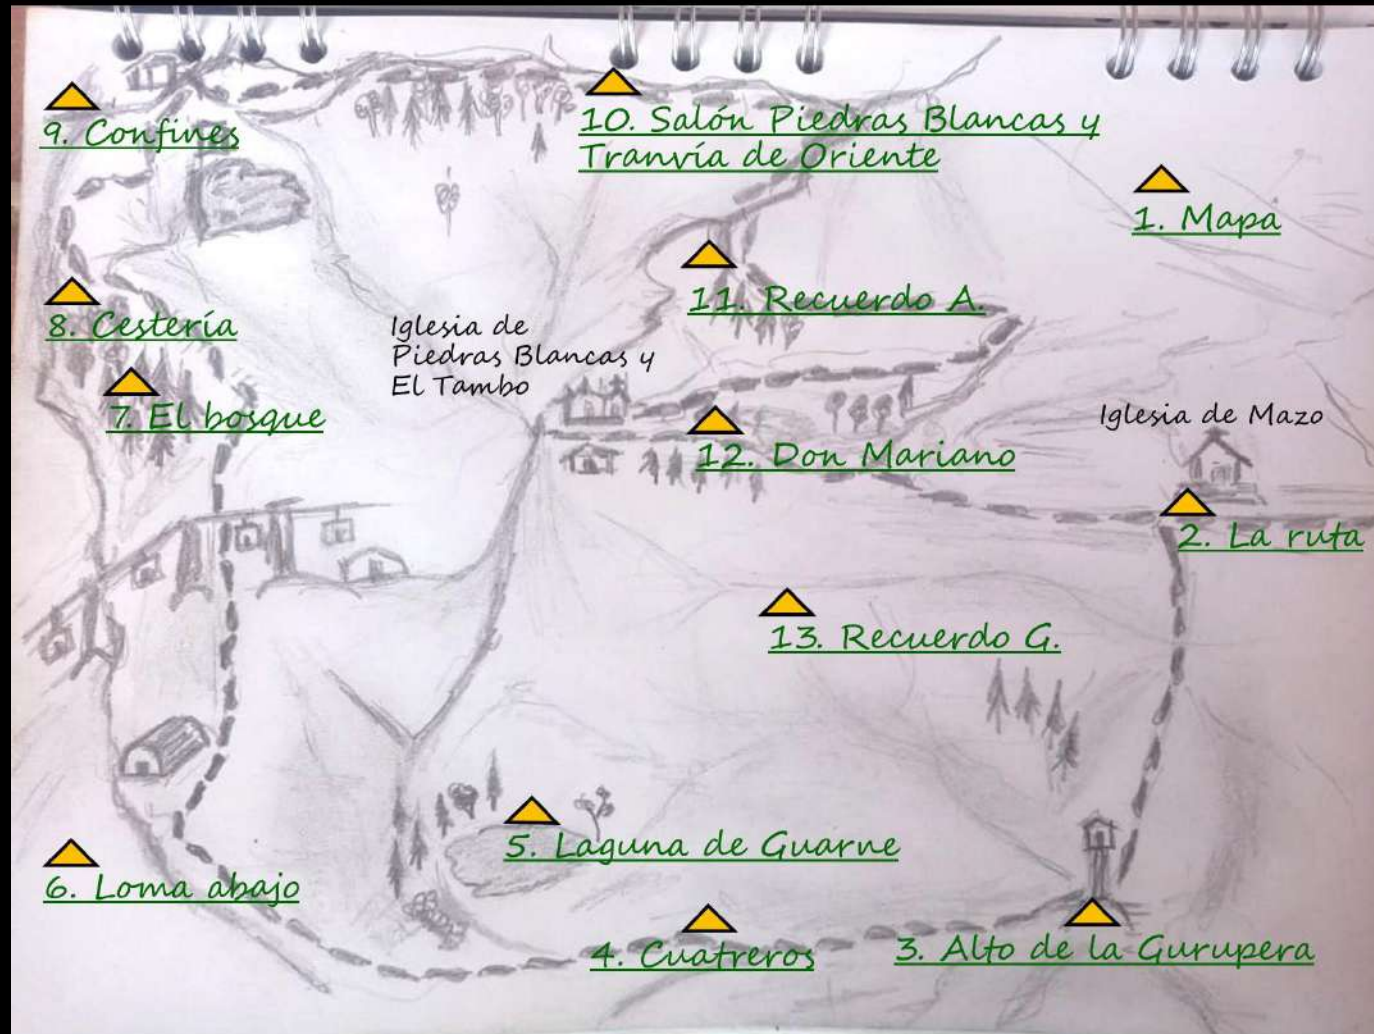 9. Confines
10. Salón Piedras Blancas y
Tranvía de Oriente
1. Mapa
11. Recuerdo A.
8. Cestería
Iglesia de
Piedras Blancas y
El Tambo
7. El bosque
12. Don Mariano
Iglesia de Mazo
2. La ruta
13. Recuerdo G.
5. Laguna de Guarne
6. Loma abajo
4. Cuatreros
3. Alto de la Gurupera